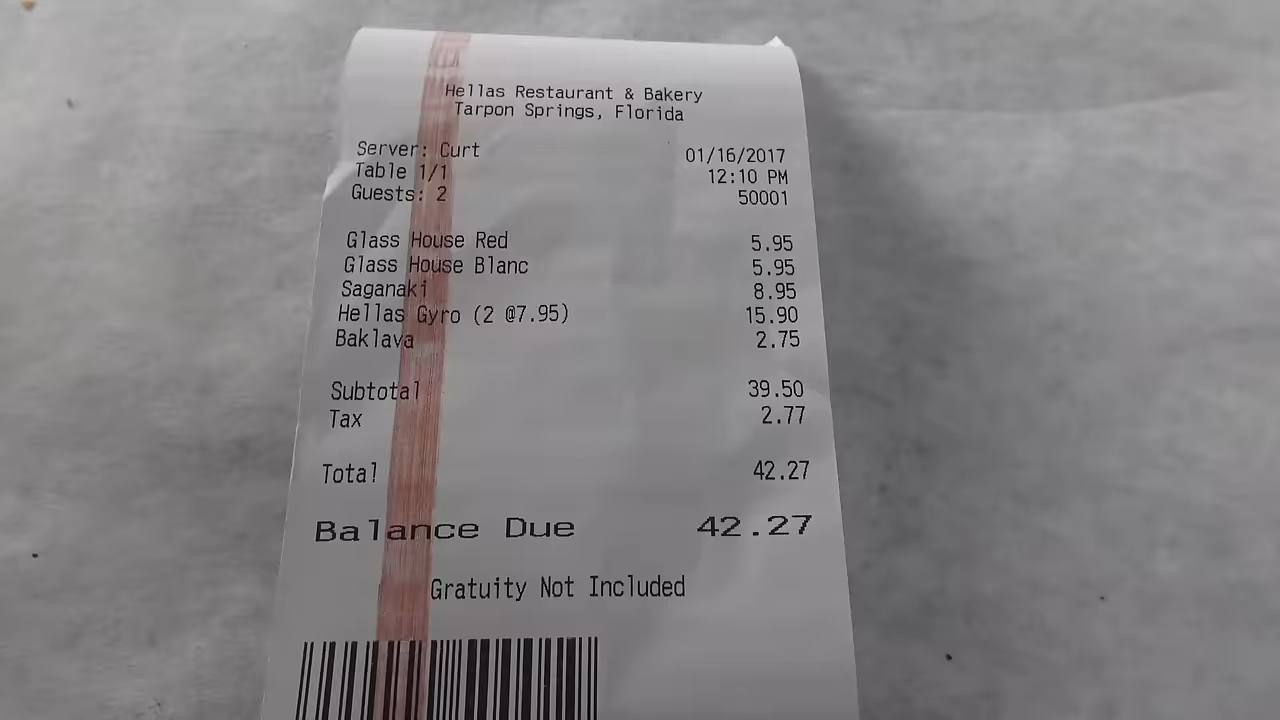 Hellas Restaurant & Bakery
Tarpon Springs, Florida
Server: Curt 01/16/2017
Table 1/1 12:10 PM
Guests: 2 50001
Glass House Red 5.95
Glass House Blanc 5.95
Saganaki 8.95
Hellas Gyro (2 @7.95) 15.90
Baklava 2.75
Subtotal 39.50
Tax 2.77
Total 42.27
Balance Due 42.27
Gratuity Not Included